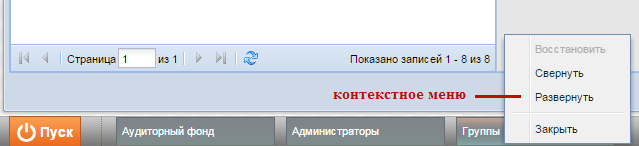 Страница 1 из 1
Показано записей 1 - 8 из 8
Восстановить
Свернуть
контекстное меню
Развернуть
Закрыть
Пуск
Аудиторный фонд
Администраторы
Группы